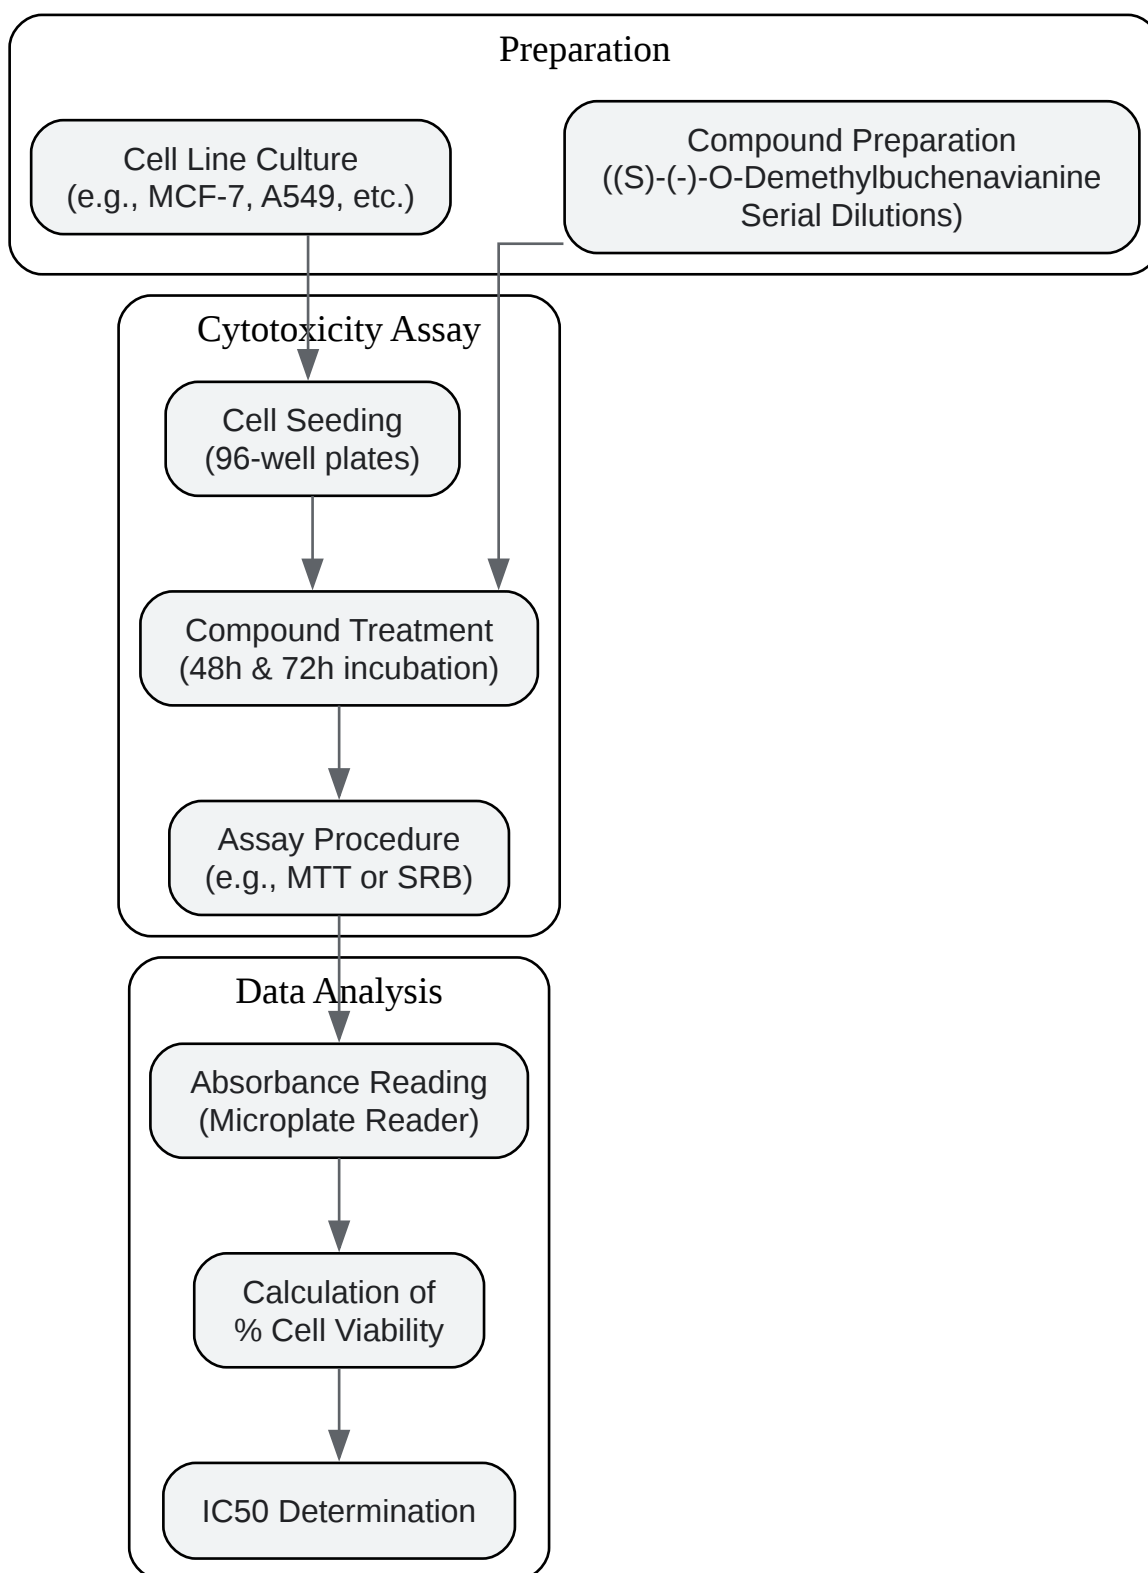 Preparation
Cell Line Culture
(e.g., MCF-7, A549, etc.)
Compound Preparation
((S)-(-)-O-Demethylbuchenavianine
Serial Dilutions)
Cytotoxicity Assay
Cell Seeding
(96-well plates)
Compound Treatment
(48h & 72h incubation)
Assay Procedure
(e.g., MTT or SRB)
Data Analysis
Absorbance Reading
(Microplate Reader)
Calculation of
% Cell Viability
IC50 Determination